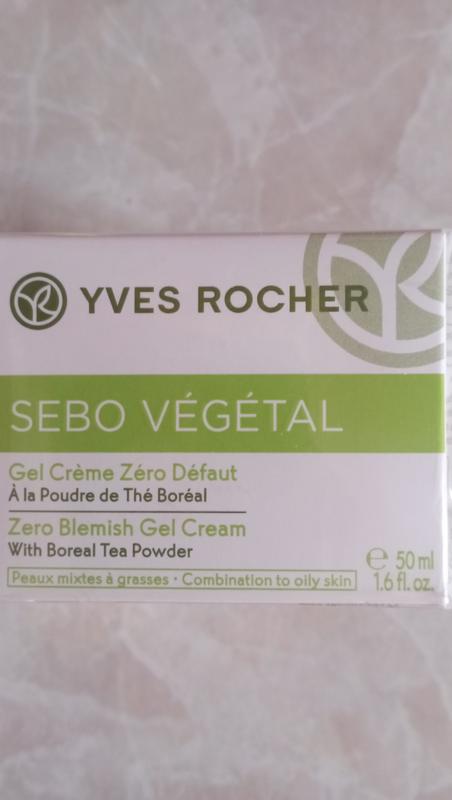 YVES ROCHER
SEBO VÉGÉTAL
Gel Crème Zéro Défaut
À la Poudre de Thé Boréal
Zero Blemish Gel Cream
With Boreal Tea Powder
Peaux mixtes à grasses · Combination to oily skin
℮ 50 ml
1.6 fl. oz.